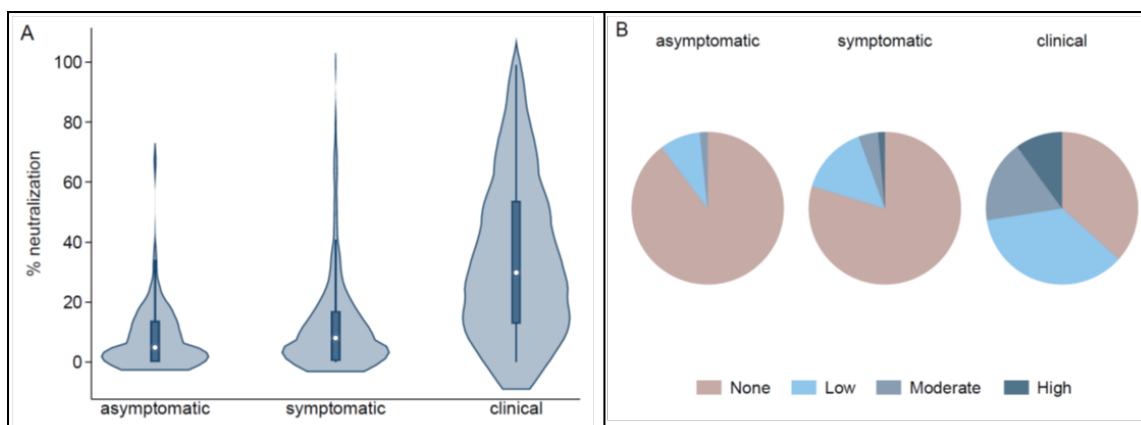 A
% neutralization
100
80
60
40
20
0
asymptomatic symptomatic clinical
B
asymptomatic symptomatic clinical
None Low Moderate High